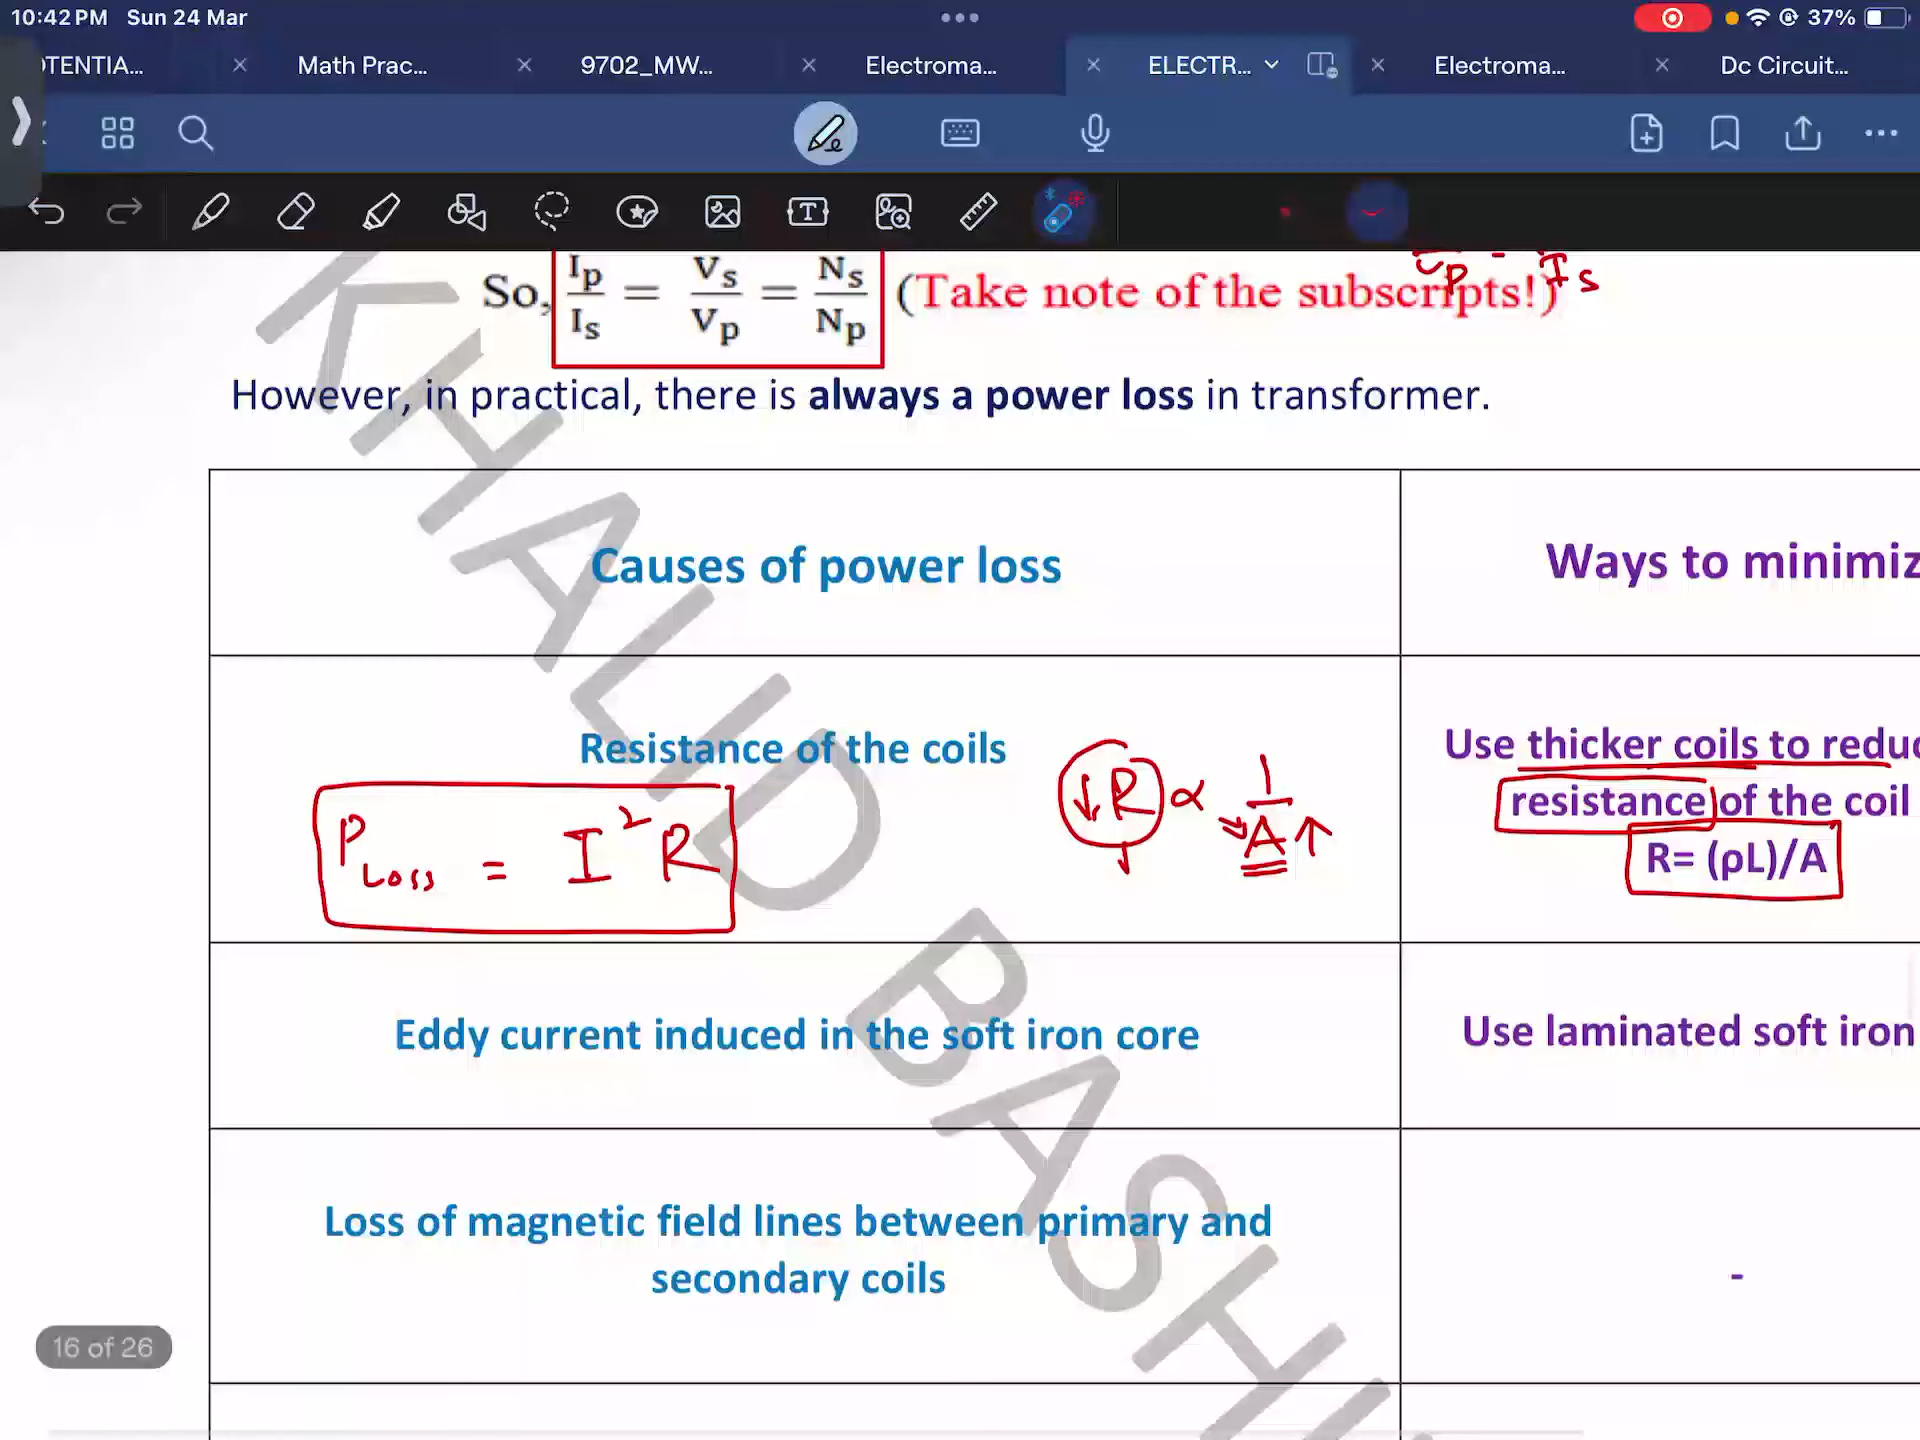 10:42 PM Sun 24 Mar
37%
OTENTIA...
Math Prac...
9702_MW...
Electroma...
ELECTR...
Electroma...
Dc Circuit...
So, Ip/Is = Vs/Vp = Ns/Np (Take note of the subscripts!)
p - Is
However, in practical, there is always a power loss in transformer.
Causes of power loss
Ways to minimiz
Resistance of the coils
P Loss = I²R
↓R ∝ 1/A↑
Use thicker coils to reduc
resistance of the coil
R= (ρL)/A
Eddy current induced in the soft iron core
Use laminated soft iron
Loss of magnetic field lines between primary and
secondary coils
-
16 of 26
KHALID BASHI